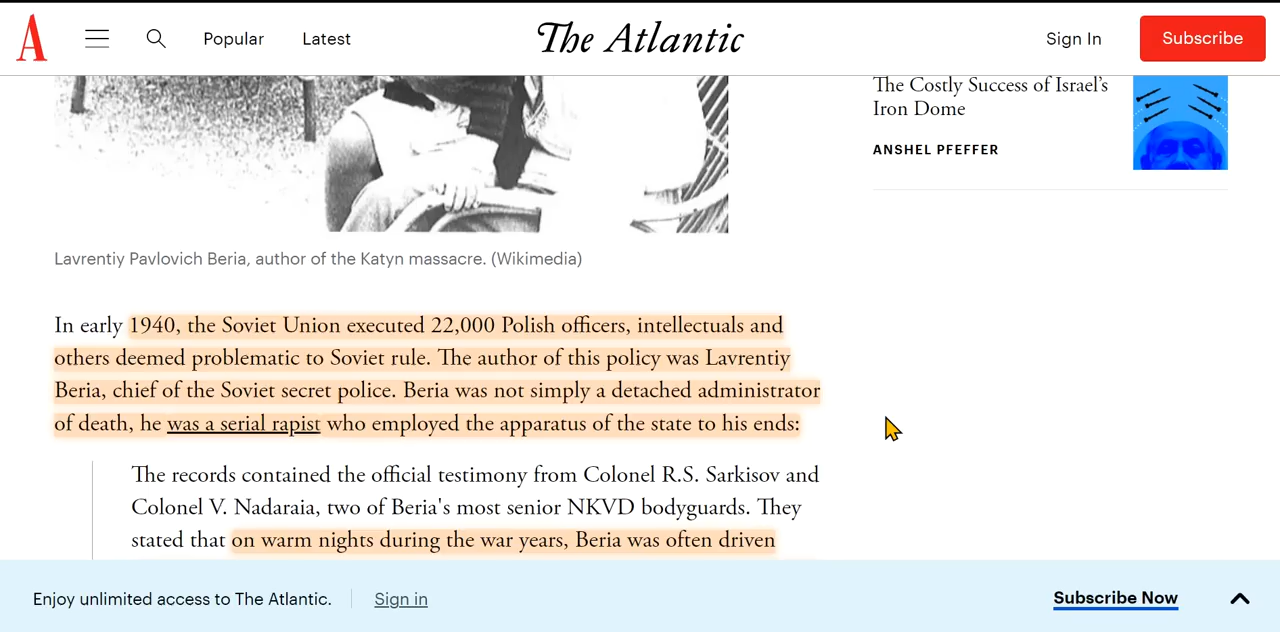 A
Popular
Latest
The Atlantic
Sign In
Subscribe
The Costly Success of Israel’s
Iron Dome
ANSHEL PFEFFER
Lavrentiy Pavlovich Beria, author of the Katyn massacre. (Wikimedia)
In early 1940, the Soviet Union executed 22,000 Polish officers, intellectuals and
others deemed problematic to Soviet rule. The author of this policy was Lavrentiy
Beria, chief of the Soviet secret police. Beria was not simply a detached administrator
of death, he was a serial rapist who employed the apparatus of the state to his ends:
The records contained the official testimony from Colonel R.S. Sarkisov and
Colonel V. Nadaraia, two of Beria's most senior NKVD bodyguards. They
stated that on warm nights during the war years, Beria was often driven
Enjoy unlimited access to The Atlantic.
Sign in
Subscribe Now